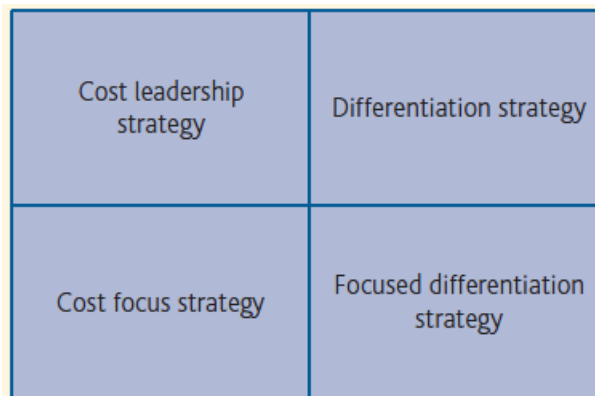 Cost leadership
strategy
Differentiation strategy
Cost focus strategy
Focused differentiation
strategy